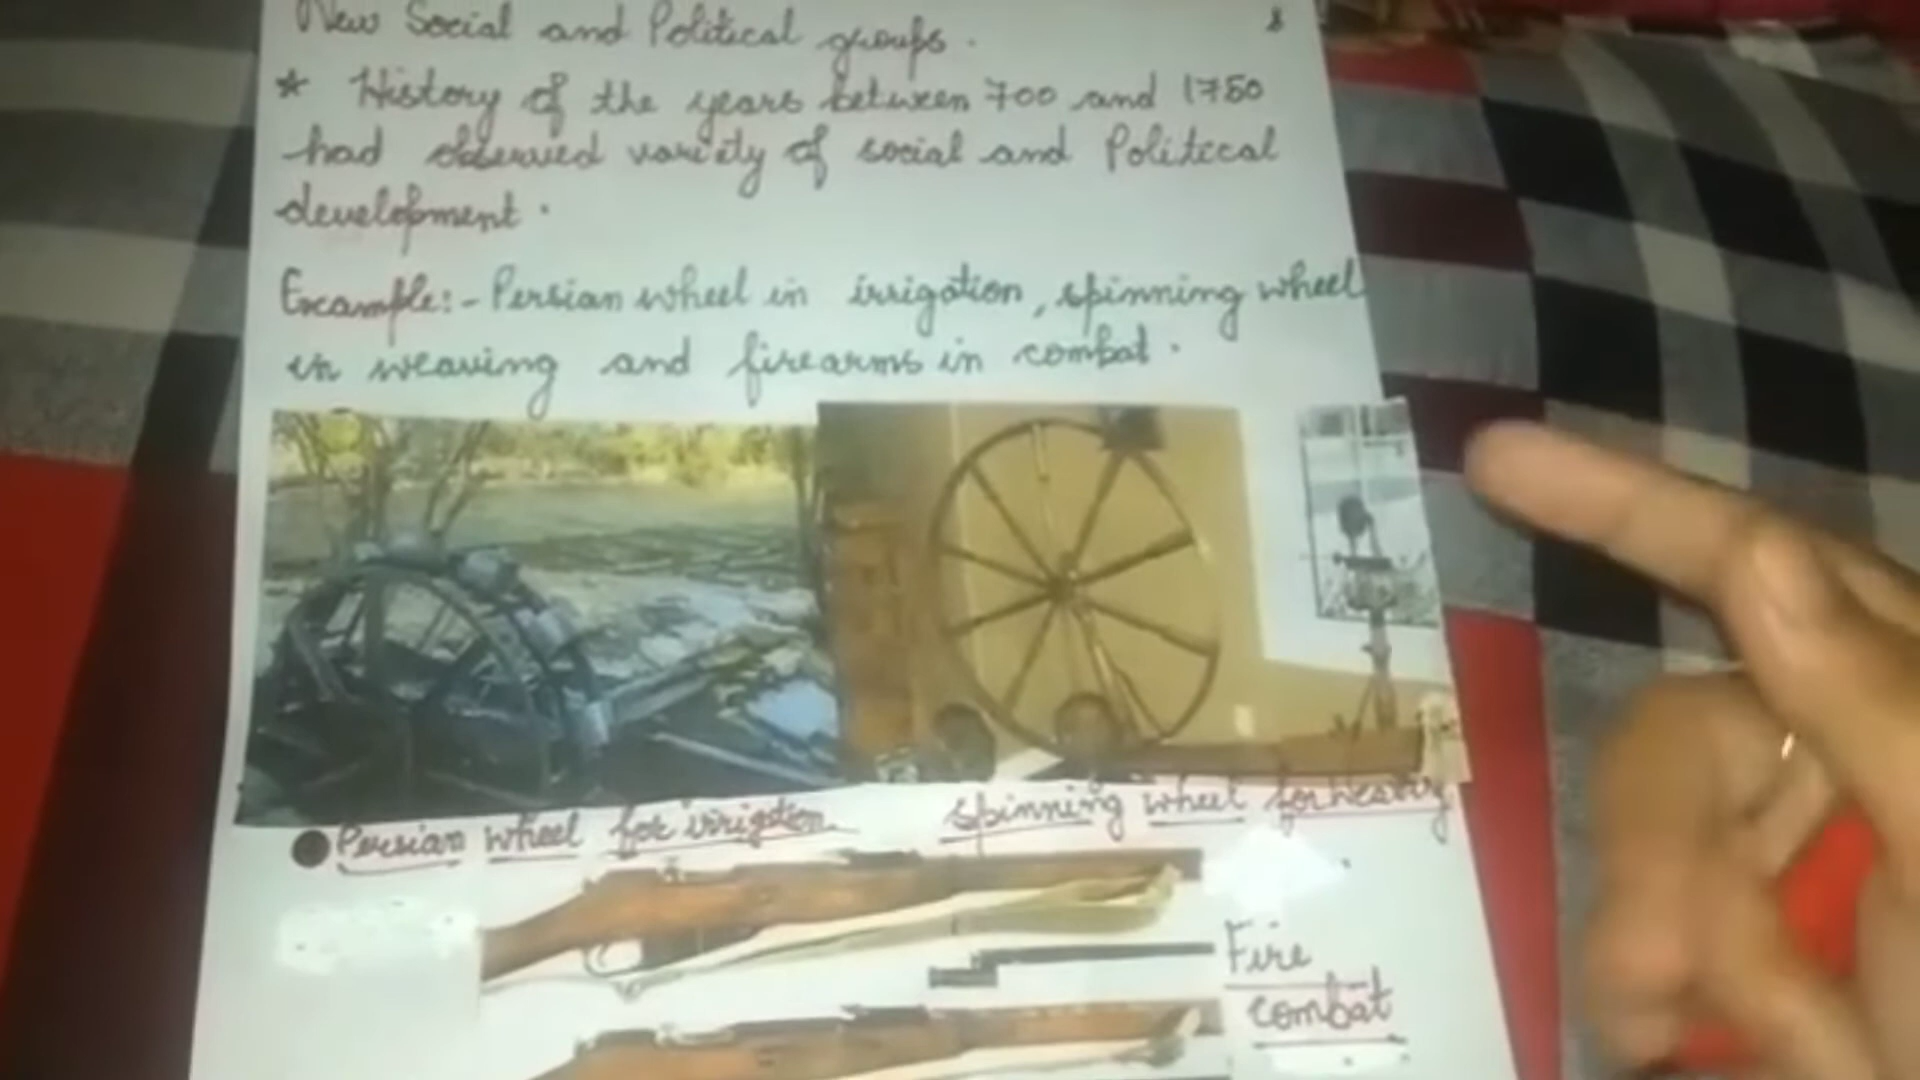 New Social and Political groups.
8
* History of the years between 700 and 1750
had observed variety of social and Political
development.
Example:- Persian wheel in irrigation, spinning wheel
in weaving and firearms in combat.
Persian wheel for irrigation
spinning wheel for weaving
Fire
combat